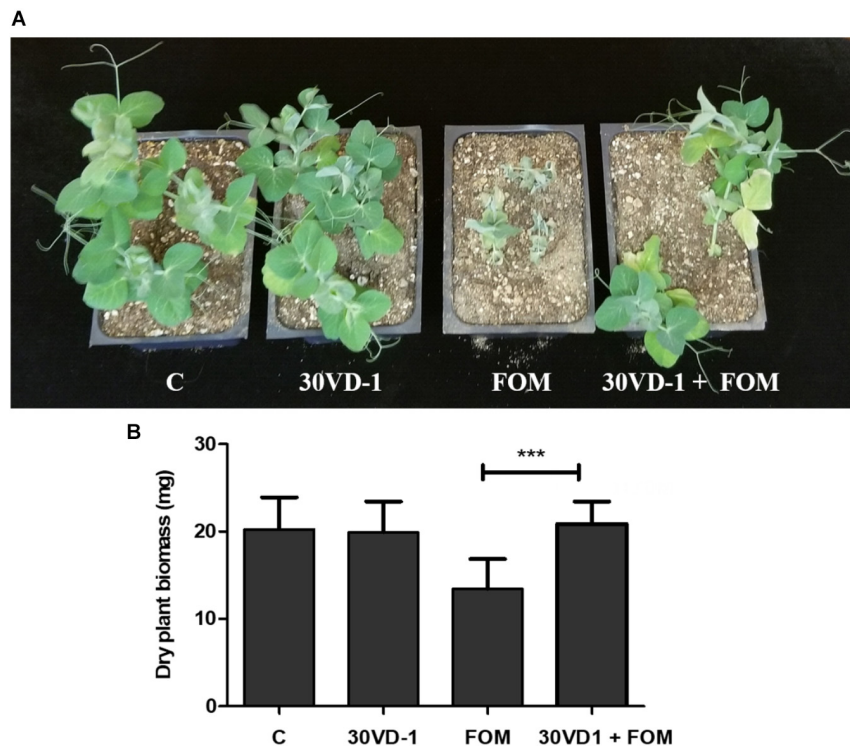 A
C 30VD-1 FOM 30VD-1 + FOM
B
Dry plant biomass (mg)
30
20
10
0
***
C 30VD-1 FOM 30VD1 + FOM